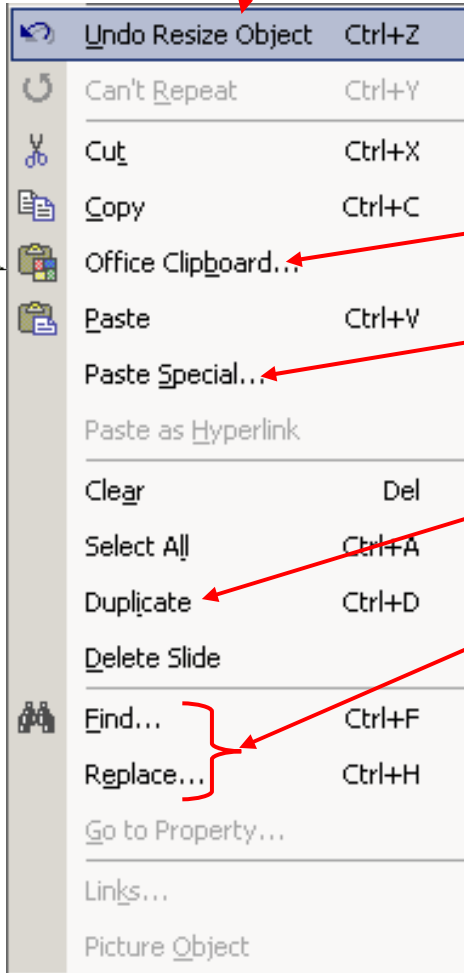 Undo Resize Object Ctrl+Z
Can't Repeat Ctrl+Y
Cut Ctrl+X
Copy Ctrl+C
Office Clipboard...
Paste Ctrl+V
Paste Special...
Paste as Hyperlink
Clear Del
Select All Ctrl+A
Duplicate Ctrl+D
Delete Slide
Find... Ctrl+F
Replace... Ctrl+H
Go to Property...
Links...
Picture Object